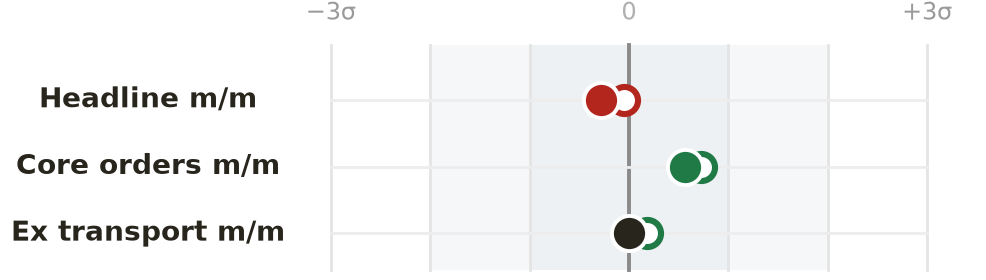 −3σ 0 +3σ
Headline m/m
Core orders m/m
Ex transport m/m